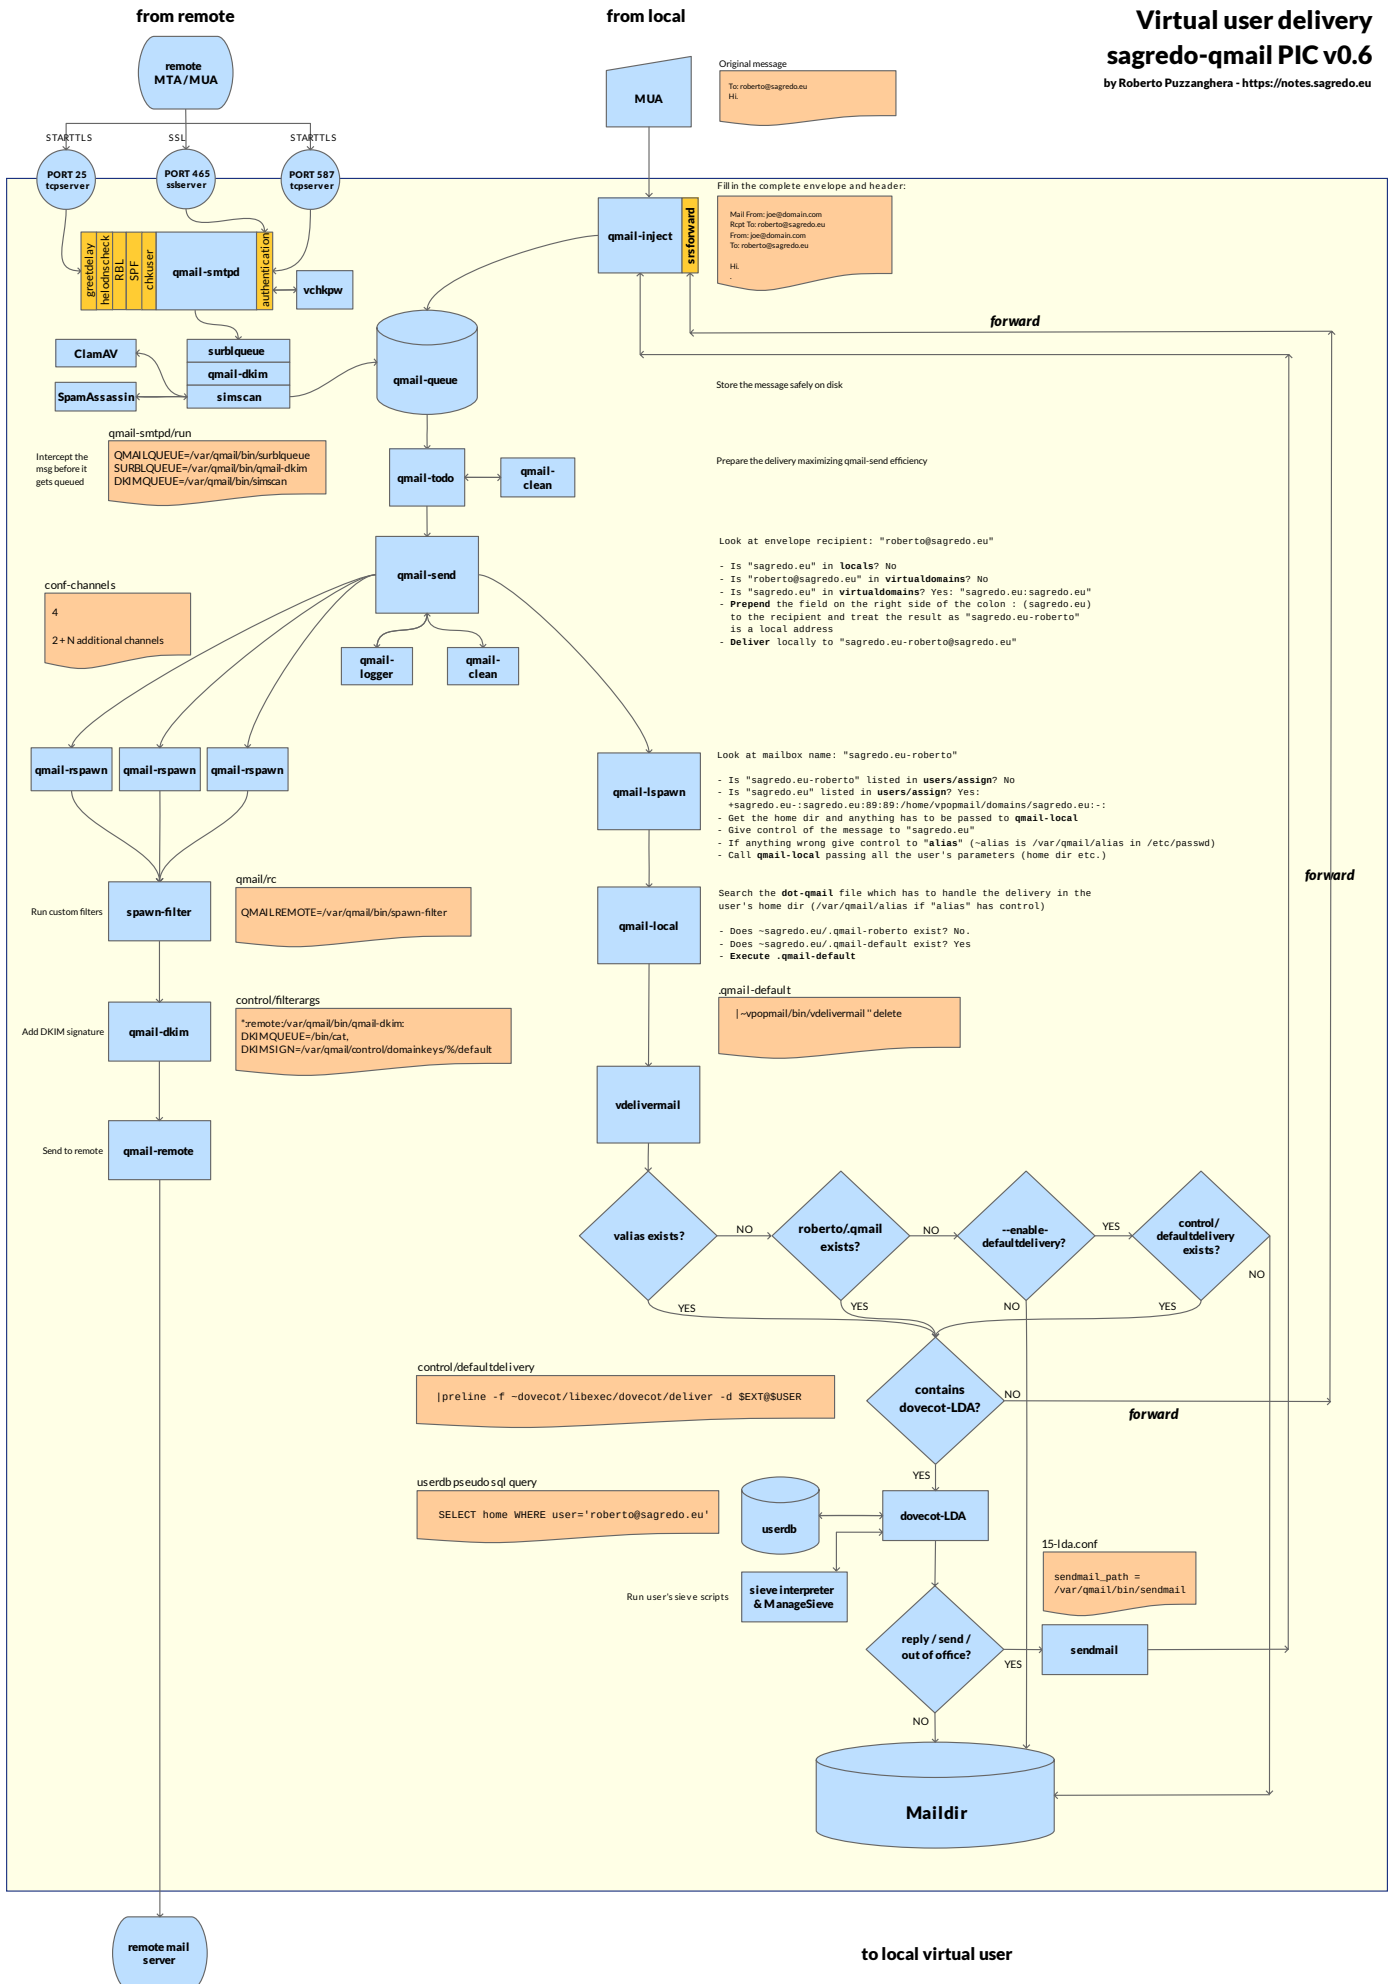 from remote
from local
Virtual user delivery
sagredo-qmail PIC v0.6
by Roberto Puzzanghera - https://notes.sagredo.eu
remote
MTA/MUA
MUA
Original message
To: roberto@sagredo.eu
Hi.
STARTTLS
SSL
STARTTLS
PORT 25
tcpserver
PORT 465
sslserver
PORT 587
tcpserver
greetdelay
helodnscheck
RBL
SPF
chkuser
qmail-smtpd
authentication
vchkpw
qmail-inject
srsforward
Fill in the complete envelope and header:
Mail From: joe@domain.com
Rcpt To: roberto@sagredo.eu
From: joe@domain.com
To: roberto@sagredo.eu
Hi.
.
forward
ClamAV
SpamAssassin
surblqueue
qmail-dkim
simscan
qmail-queue
Store the message safely on disk
qmail-smtpd/run
Intercept the
msg before it
gets queued
QMAILQUEUE=/var/qmail/bin/surblqueue
SURBLQUEUE=/var/qmail/bin/qmail-dkim
DKIMQUEUE=/var/qmail/bin/simscan
qmail-todo
qmail-
clean
Prepare the delivery maximizing qmail-send efficiency
qmail-send
Look at envelope recipient: "roberto@sagredo.eu"
- Is "sagredo.eu" in locals? No
- Is "roberto@sagredo.eu" in virtualdomains? No
- Is "sagredo.eu" in virtualdomains? Yes: "sagredo.eu:sagredo.eu"
- Prepend the field on the right side of the colon : (sagredo.eu)
to the recipient and treat the result as "sagredo.eu-roberto"
is a local address
- Deliver locally to "sagredo.eu-roberto@sagredo.eu"
conf-channels
4
2 + N additional channels
qmail-
logger
qmail-
clean
qmail-rspawn
qmail-rspawn
qmail-rspawn
qmail-lspawn
Look at mailbox name: "sagredo.eu-roberto"
- Is "sagredo.eu-roberto" listed in users/assign? No
- Is "sagredo.eu" listed in users/assign? Yes:
+sagredo.eu-:sagredo.eu:89:89:/home/vpopmail/domains/sagredo.eu:-:
- Get the home dir and anything has to be passed to qmail-local
- Give control of the message to "sagredo.eu"
- If anything wrong give control to "alias" (~alias is /var/qmail/alias in /etc/passwd)
- Call qmail-local passing all the user's parameters (home dir etc.)
forward
Run custom filters
spawn-filter
qmail/rc
QMAILREMOTE=/var/qmail/bin/spawn-filter
qmail-local
Search the dot-qmail file which has to handle the delivery in the
user's home dir (/var/qmail/alias if "alias" has control)
- Does ~sagredo.eu/.qmail-roberto exist? No.
- Does ~sagredo.eu/.qmail-default exist? Yes
- Execute .qmail-default
Add DKIM signature
qmail-dkim
control/filterargs
*:remote:/var/qmail/bin/qmail-dkim:
DKIMQUEUE=/bin/cat,
DKIMSIGN=/var/qmail/control/domainkeys/%/default
.qmail-default
| ~vpopmail/bin/vdelivermail '' delete
vdelivermail
Send to remote
qmail-remote
valias exists?
NO
roberto/.qmail
exists?
NO
--enable-
defaultdelivery?
YES
control/
defaultdelivery
exists?
NO
YES
YES
NO
YES
control/defaultdelivery
|preline -f ~dovecot/libexec/dovecot/deliver -d $EXT@$USER
contains
dovecot-LDA?
NO
forward
YES
userdb pseudo sql query
SELECT home WHERE user='roberto@sagredo.eu'
userdb
dovecot-LDA
Run user's sieve scripts
sieve interpreter
& ManageSieve
15-lda.conf
sendmail_path =
/var/qmail/bin/sendmail
reply / send /
out of office?
YES
sendmail
NO
Maildir
remote mail
server
to local virtual user